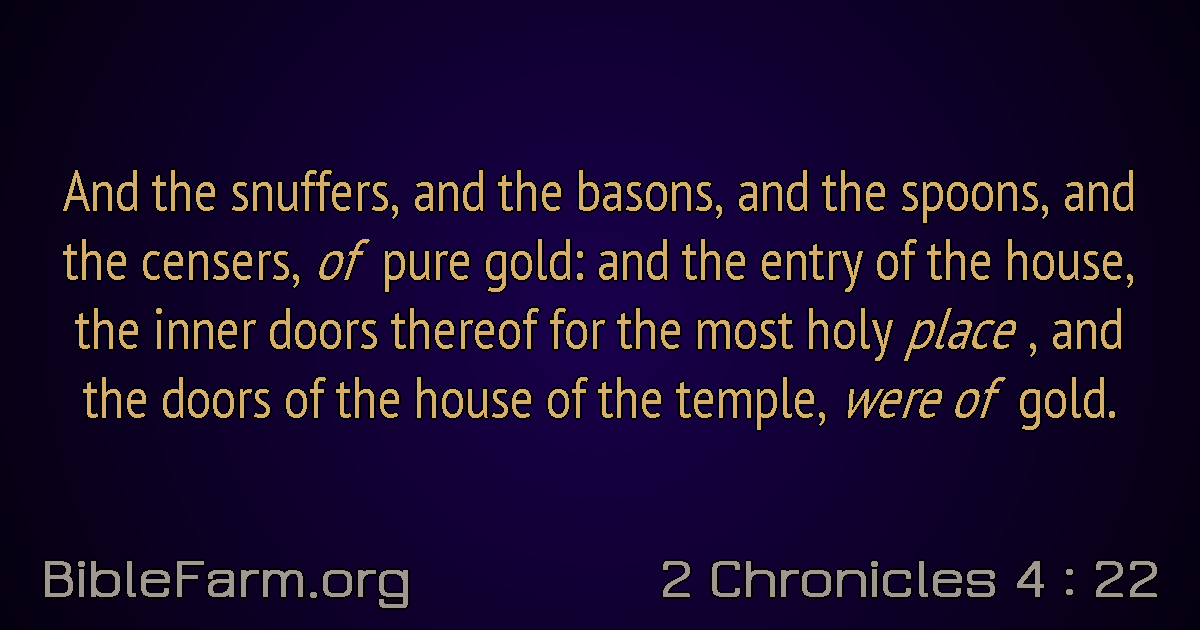 And the snuffers, and the basons, and the spoons, and
the censers, of pure gold: and the entry of the house,
the inner doors thereof for the most holy place , and
the doors of the house of the temple, were of gold.
BibleFarm.org
2 Chronicles 4 : 22